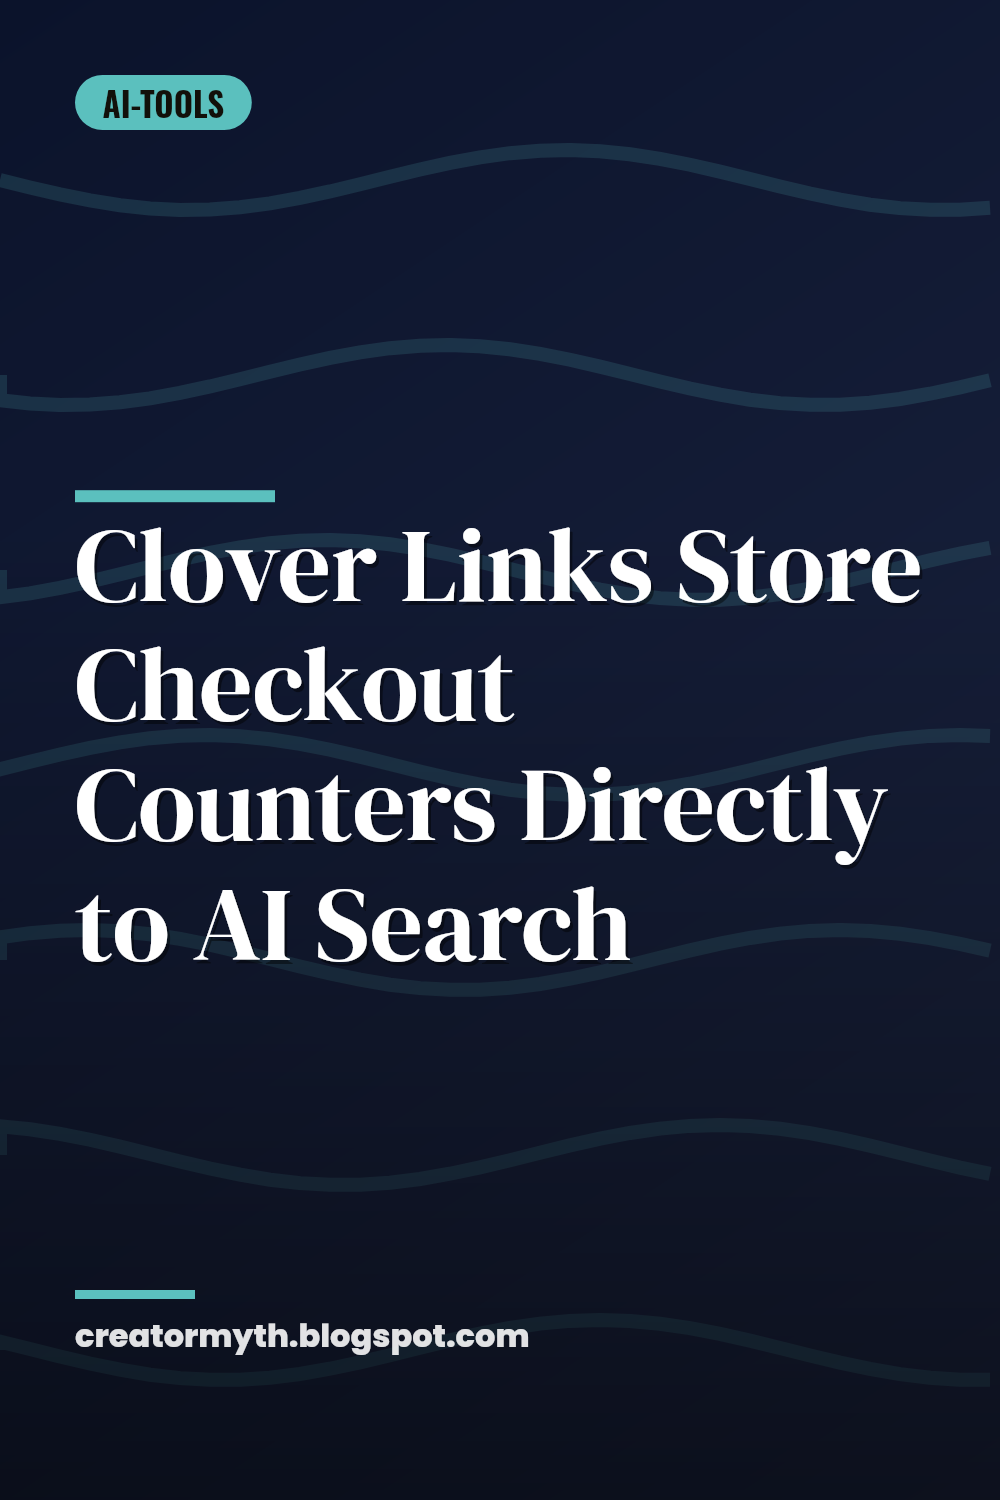 AI-TOOLS
Clover Links Store
Checkout
Counters Directly
to AI Search
creatormyth.blogspot.com